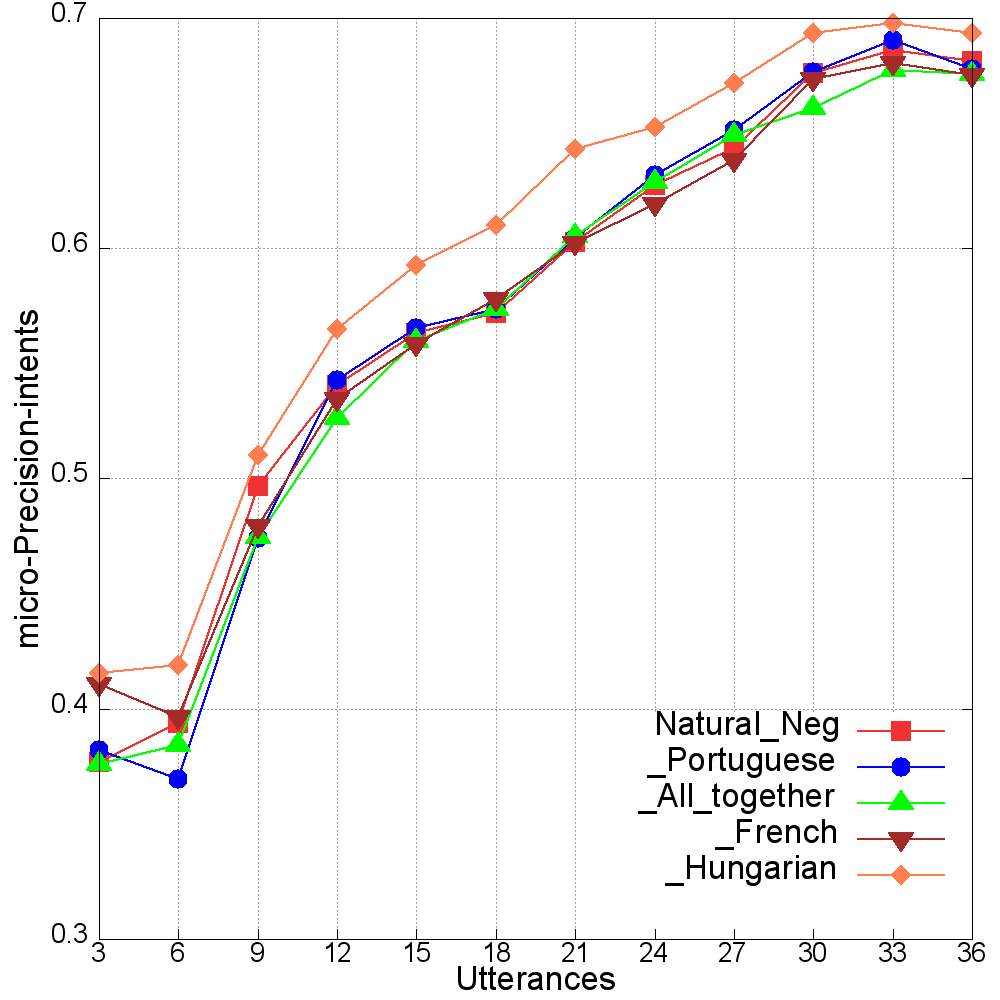 0.7
0.6
0.5
0.4
0.3
micro-Precision-intents
Natural_Neg
_Portuguese
_All_together
_French
_Hungarian
3 6 9 12 15 18 21 24 27 30 33 36
Utterances